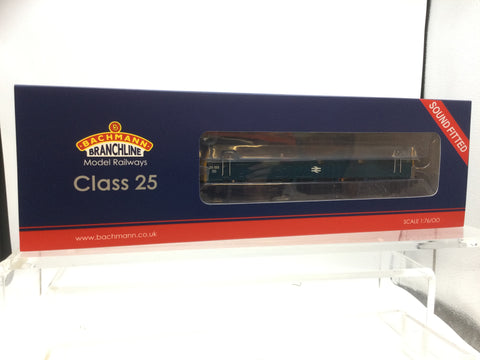 BACHMANN
BRANCHLINE
Model Railways
Class 25
www.bachmann.co.uk
SOUND FITTED
SCALE 1:76/OO